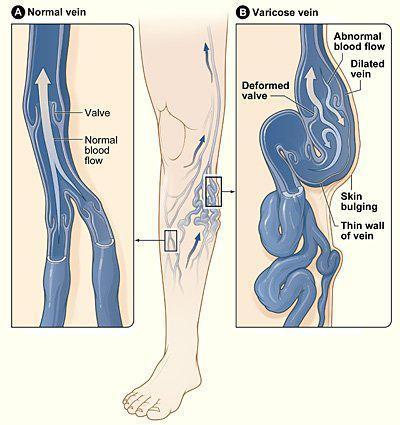 A Normal vein
Valve
Normal
blood
flow
B Varicose vein
Abnormal
blood flow
Dilated
vein
Deformed
valve
Skin
bulging
Thin wall
of vein